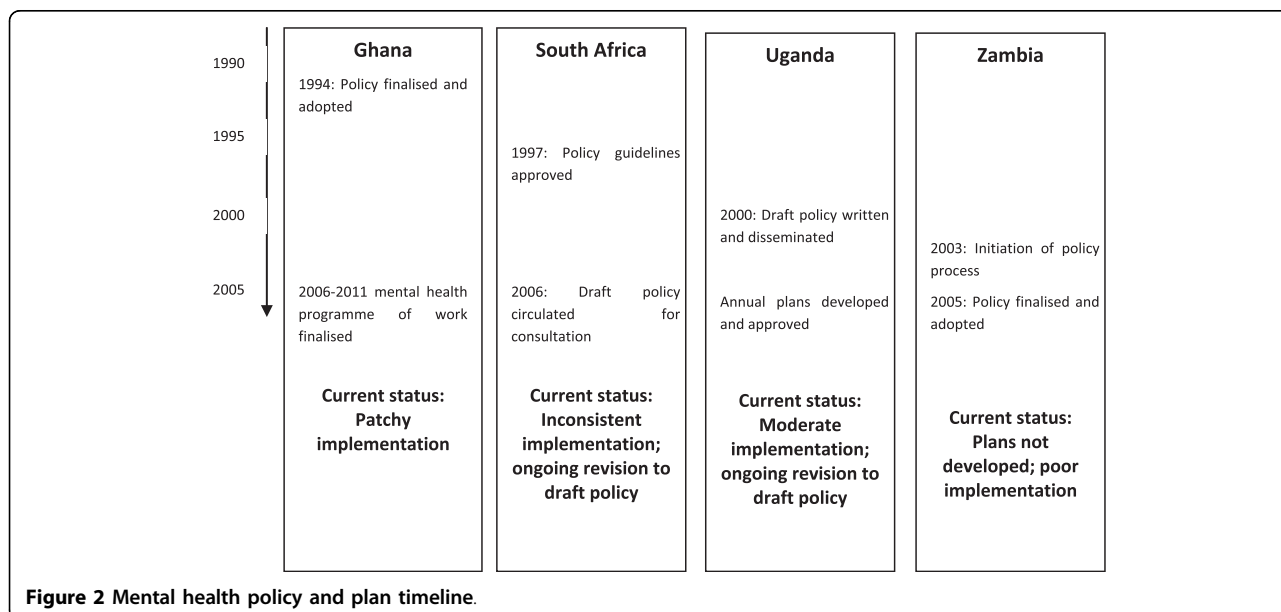 1990
1995
2000
2005
Ghana
1994: Policy finalised and
adopted
2006-2011 mental health
programme of work
finalised
Current status:
Patchy
implementation
South Africa
1997: Policy guidelines
approved
2006: Draft policy
circulated for
consultation
Current status:
Inconsistent
implementation;
ongoing revision to
draft policy
Uganda
2000: Draft policy written
and disseminated
Annual plans developed
and approved
Current status:
Moderate
implementation;
ongoing revision to
draft policy
Zambia
2003: Initiation of policy
process
2005: Policy finalised and
adopted
Current status:
Plans not
developed; poor
implementation
Figure 2 Mental health policy and plan timeline.